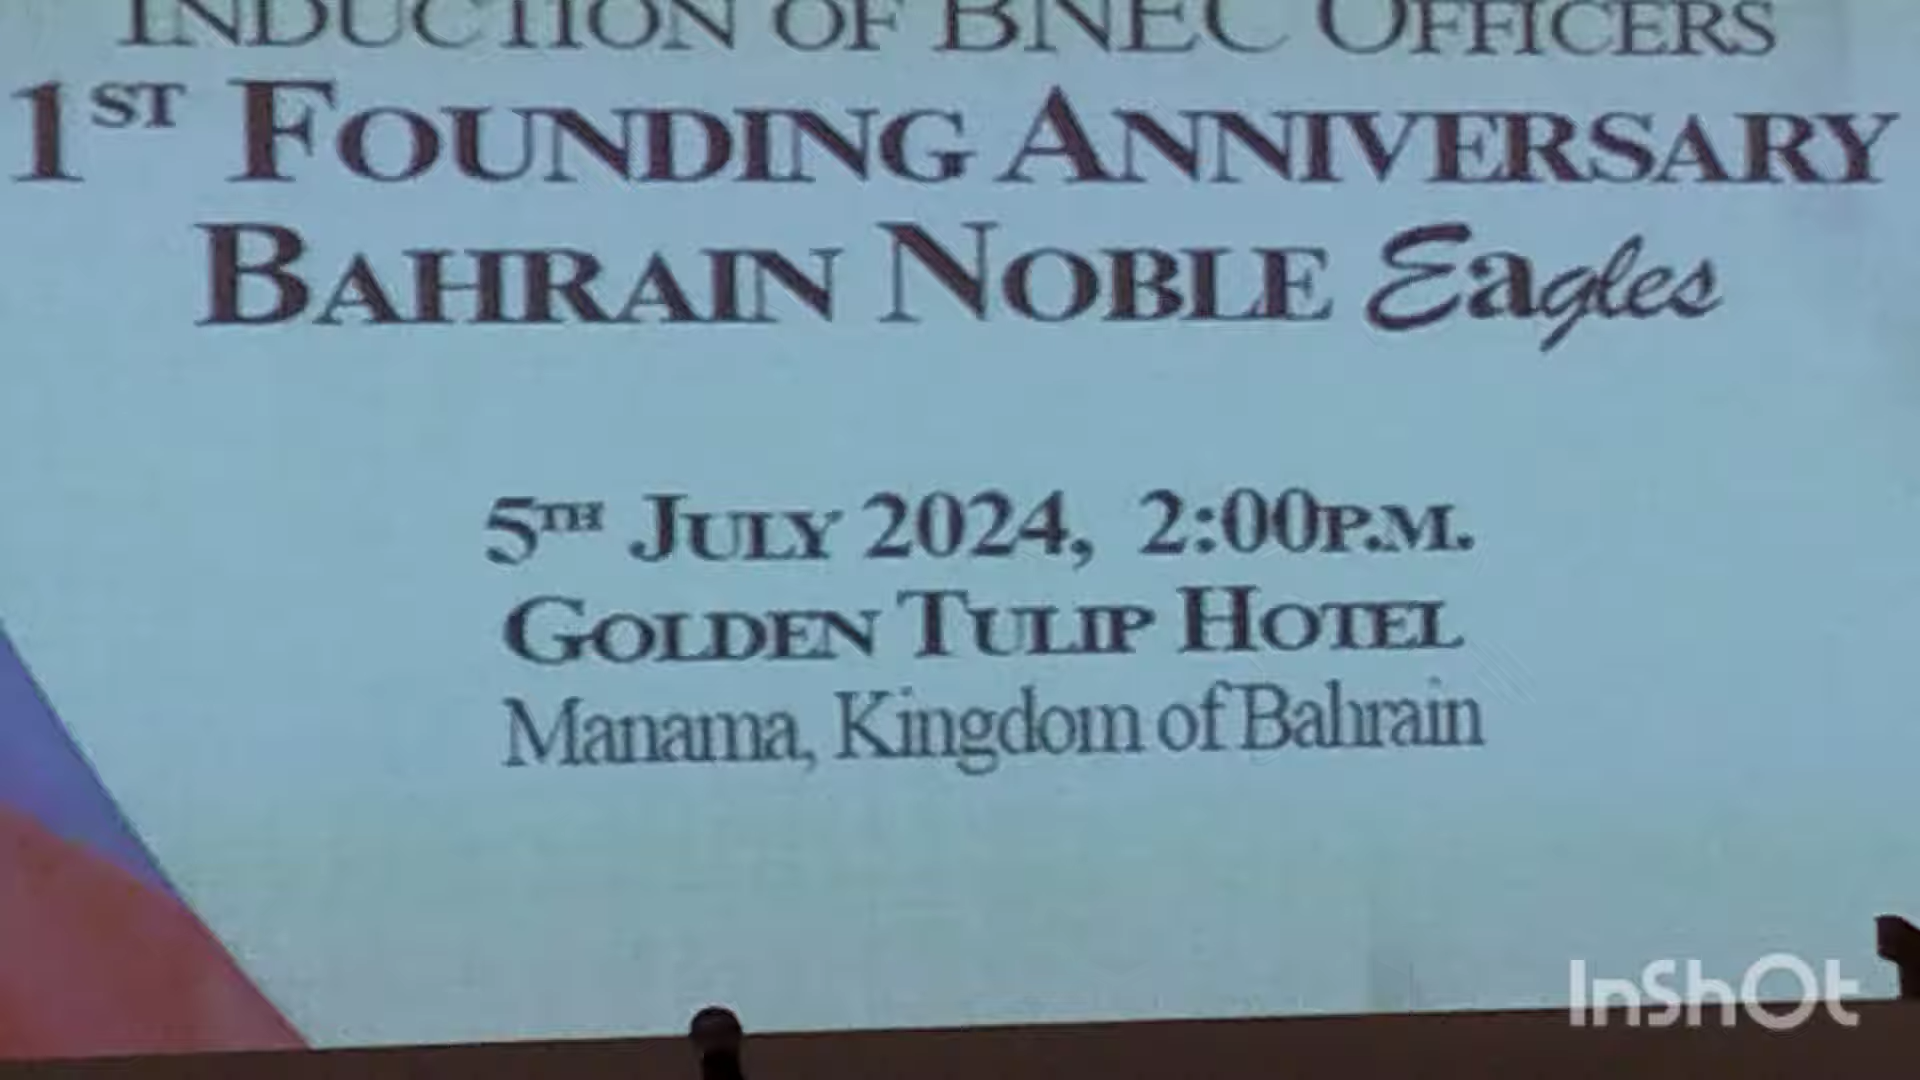 INDUCTION OF BNEC OFFICERS
1ST FOUNDING ANNIVERSARY
BAHRAIN NOBLE Eagles
5TH JULY 2024, 2:00P.M.
GOLDEN TULIP HOTEL
Manama, Kingdom of Bahrain
InShOt